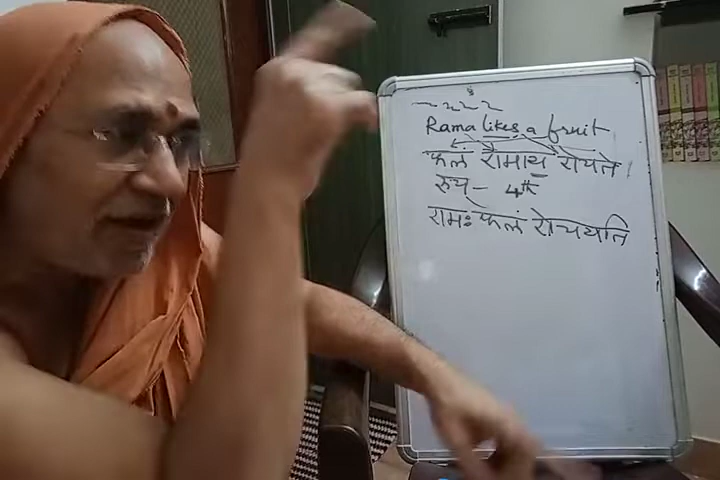 Rama likes a fruit
फलं रामाय रोचते
रुच् - 4th
रामः फलं रोचयति